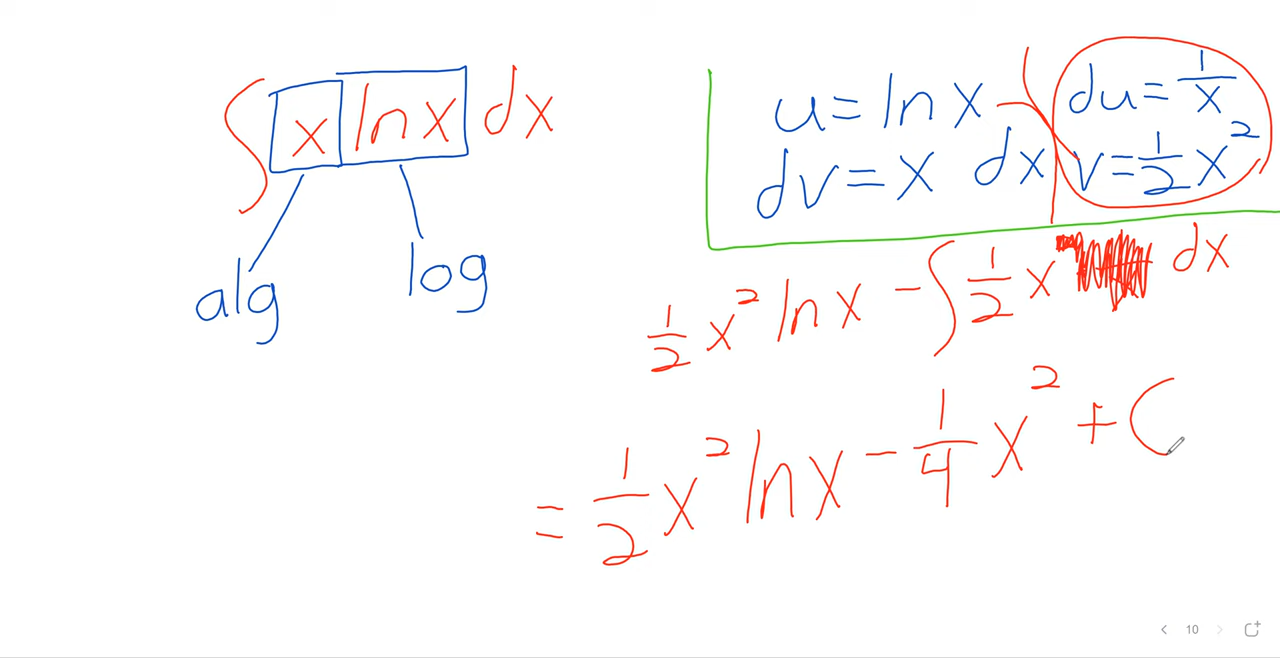 ∫ x ln x dx
alg
log
u = ln x du = 1/x
dv = x dx v = 1/2 x²
1/2 x² ln x - ∫ 1/2 x dx
= 1/2 x² ln x - 1/4 x² + C
< 10 >